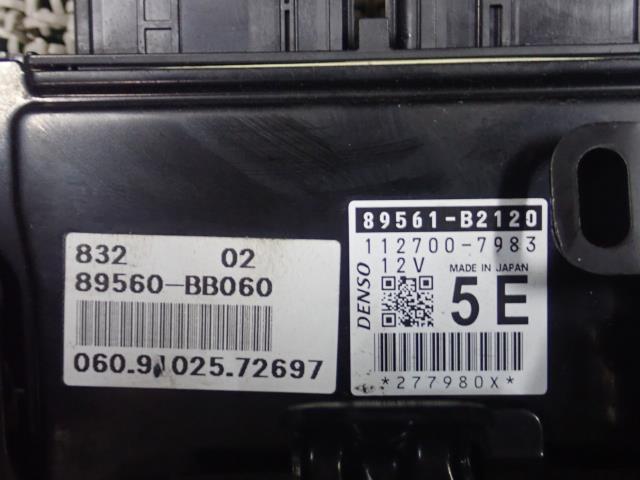 832 02
89560-BB060
060.91025.72697
89561-B2120
112700-7983
12V MADE IN JAPAN
DENSO
5E
*277980X*